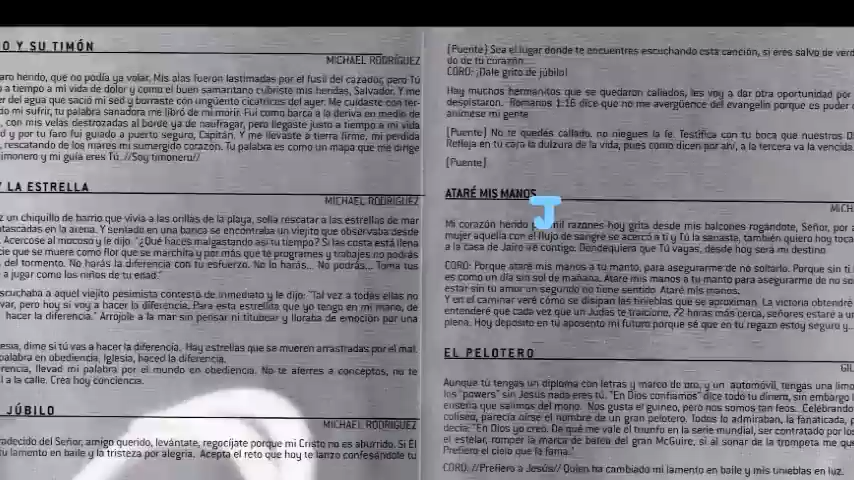 O Y SU TIMÓN
MICHAEL RODRÍGUEZ
aro herido, que no podía ya volar. Mis alas fueron lastimadas por el fusil del cazador, pero Tú
a tiempo a mi vida de dolor y como el buen samaritano cubriste mis heridas, Salvador. Y me
er del agua que sació mi sed y borraste con ungüento cicatrices del ayer. Me cuidaste con ter-
do mi sufrir, tu palabra sanadora me libró de mi morir. Fui como barca a la deriva en medio de
, con mis velas destrozadas al borde ya de naufragar, pero llegaste justo a tiempo a mi vida
d y por tu faro fui guiado a puerto seguro, Capitán. Y me llevaste a tierra firme, mi perdida
, rescatando de los mares mi sumergido corazón. Tu palabra es como un mapa que me dirige
imonero y mi guía eres Tú. //Soy timonero//
Y LA ESTRELLA
MICHAEL RODRÍGUEZ
z un chiquillo de barrio que vivía a las orillas de la playa, solía rescatar a las estrellas de mar
atascadas en la arena. Y sentado en una banca se encontraba un viejito que observaba desde
. Acercóse al mocoso y le dijo: "¿Qué haces malgastando así tu tiempo? Si las costa está llena
cie que se muere como flor que se marchita y por más que te programes y trabajes no podrás
del tormento. No harás la diferencia con tu esfuerzo. No lo harás... No podrás... Toma tus
a jugar como los niños de tu edad."
scuchaba a aquel viejito pesimista contestó de inmediato y le dijo: "Tal vez a todas ellas no
var, pero hoy sí voy a hacer la diferencia. Para esta estrellita que yo tengo en mi mano, de
hacer la diferencia." Arrójole a la mar sin pensar ni titubear y lloraba de emoción por una
esia, dime si tú vas a hacer la diferencia. Hay estrellas que se mueren arrastradas por el mal.
palabra en obediencia, Iglesia, haced la diferencia.
rencia, llevad mi palabra por el mundo en obediencia. No te aferres a conceptos, no te
l a la calle. Crea hoy conciencia.
JÚBILO
MICHAEL RODRÍGUEZ
adecido del Señor, amigo querido, levántate, regocíjate porque mi Cristo no es aburrido. Si Él
tu lamento en baile y la tristeza por alegría. Acepta el reto que hoy te lanzo confesándole tu
(Puente) Sea el lugar donde te encuentres escuchando esta canción, si eres salvo de verd
do de tu corazón....
CORO: ¡Dale grito de júbilo!
Hay muchos hermanitos que se quedaron callados, les voy a dar otra oportunidad por
despistaron. Romanos 1:16 dice que no me avergüence del evangelio porque es puder
anímese mi gente
(Puente) No te quedes callado, no niegues la fe. Testifica con tu boca que nuestros D
Refleja en tu cara la dulzura de la vida, pues como dicen por ahí, a la tercera va la vencida.
(Puente)
ATARÉ MIS MANOS
J
MICHA
Mi corazón herido mil razones hoy grita desde mis balcones rogándote, Señor, por a
mujer aquella con el flujo de sangre se acercó a ti y Tú la sanaste, también quiero hoy toca
a la casa de Jairo vé contigo. Dondequiera que Tú vayas, desde hoy será mi destino
CORO: Porque ataré mis manos a tu manto, para asegurarme de no soltarlo. Porque sin ti
es como un día sin sol de mañana. Ataré mis manos a tu manto para asegurarme de no so
estar sin tu amor un segundo no tiene sentido. Ataré mis manos.
Y en el caminar veré cómo se disipan las tinieblas que se aproximan. La victoria obtendré
entenderé que cada vez que un Judas te traicione, 72 horas más cerca, señores estaré a un
plena. Hoy deposito en tu aposento mi futuro porque sé que en tu regazo estoy seguro y...
EL PELOTERO
GIL
Aunque tú tengas un diploma con letras y marco de oro, y un automóvil, tengas una limo
los "powers" sin Jesús nada eres tú. "En Dios confiamos" dice todo tu dinero, sin embargo l
enseña que salimos del mono. Nos gusta el guineo, pero nos somos tan feos. Celebrando
coliseo, parecía oírse el nombre de un gran pelotero. Todos lo admiraban, la fanaticada, p
decía: "En Dios yo creo. De qué me vale el triunfo en la serie mundial, ser contratado por los
el estelar, romper la marca de bateo del gran McGuire, si al sonar de la trompeta me que
Prefiero el cielo que la fama."
CORO: //Prefiero a Jesús// Quien ha cambiado mi lamento en baile y mis tinieblas en luz.